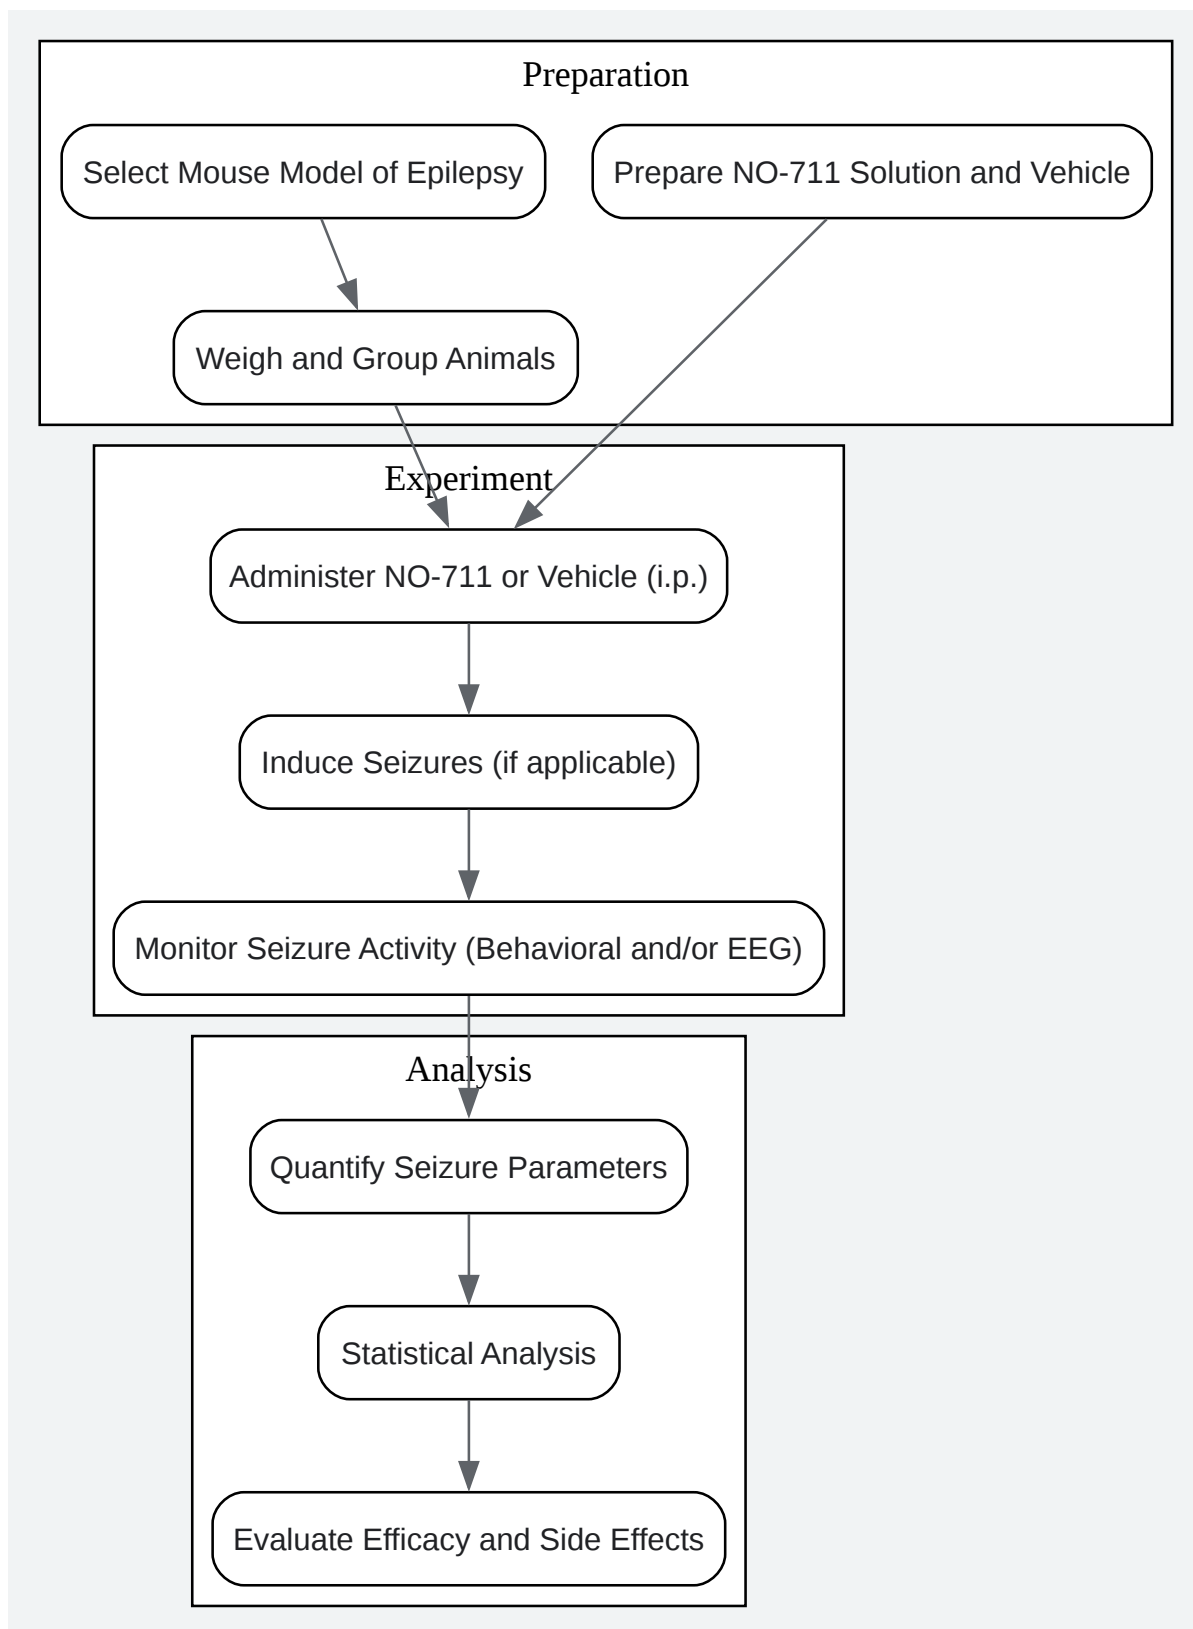 Preparation
Select Mouse Model of Epilepsy
Prepare NO-711 Solution and Vehicle
Weigh and Group Animals
Experiment
Administer NO-711 or Vehicle (i.p.)
Induce Seizures (if applicable)
Monitor Seizure Activity (Behavioral and/or EEG)
Analysis
Quantify Seizure Parameters
Statistical Analysis
Evaluate Efficacy and Side Effects